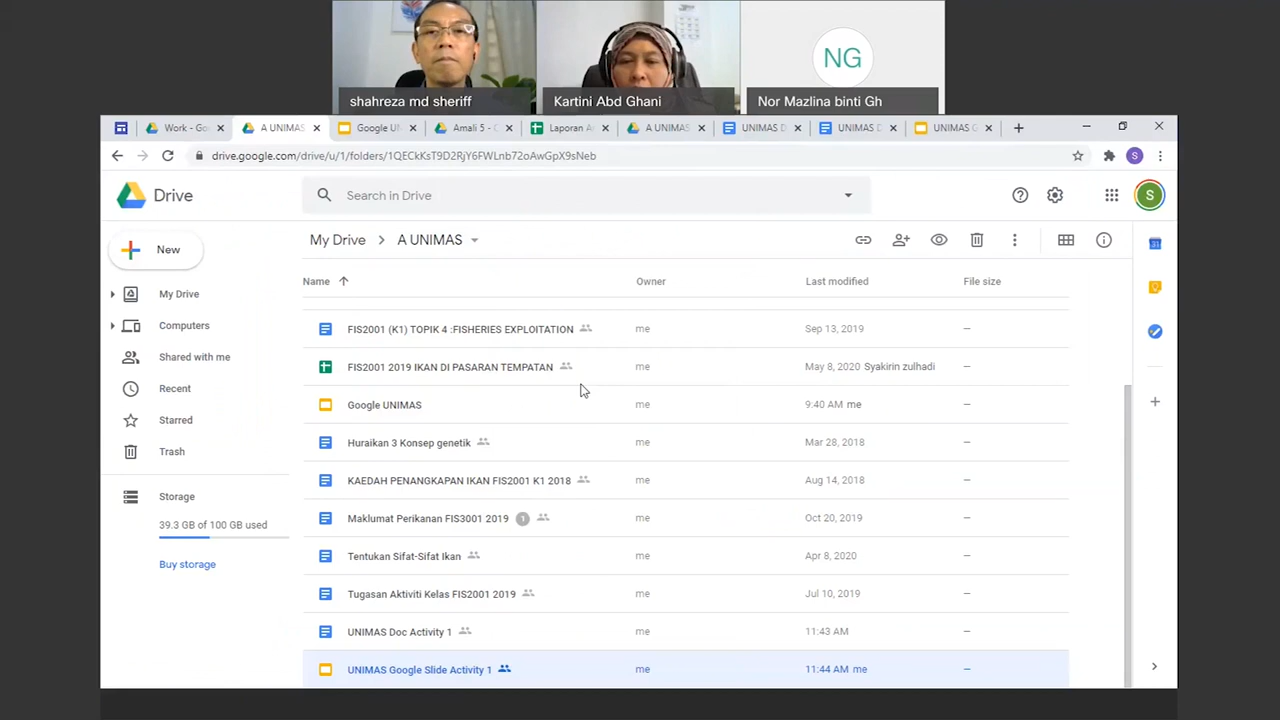 NG
shahreza md sheriff
Kartini Abd Ghani
Nor Mazlina binti Gh
Work - Go
A UNIMAS
Google UN
Amali 5 - G
Laporan A
A UNIMAS
UNIMAS D
UNIMAS D
UNIMAS G
drive.google.com/drive/u/1/folders/1QECkKsT9D2RjY6FWLnb72oAwGpX9sNeb
S
Drive
Search in Drive
S
New
My Drive
A UNIMAS
31
Name
Owner
Last modified
File size
My Drive
Computers
Shared with me
Recent
Starred
Trash
Storage
39.3 GB of 100 GB used
Buy storage
FIS2001 (K1) TOPIK 4 :FISHERIES EXPLOITATION me Sep 13, 2019 –
FIS2001 2019 IKAN DI PASARAN TEMPATAN me May 8, 2020 Syakirin zulhadi –
Google UNIMAS me 9:40 AM me –
Huraikan 3 Konsep genetik me Mar 28, 2018 –
KAEDAH PENANGKAPAN IKAN FIS2001 K1 2018 me Aug 14, 2018 –
Maklumat Perikanan FIS3001 2019 1 me Oct 20, 2019 –
Tentukan Sifat-Sifat Ikan me Apr 8, 2020 –
Tugasan Aktiviti Kelas FIS2001 2019 me Jul 10, 2019 –
UNIMAS Doc Activity 1 me 11:43 AM –
UNIMAS Google Slide Activity 1 me 11:44 AM me –